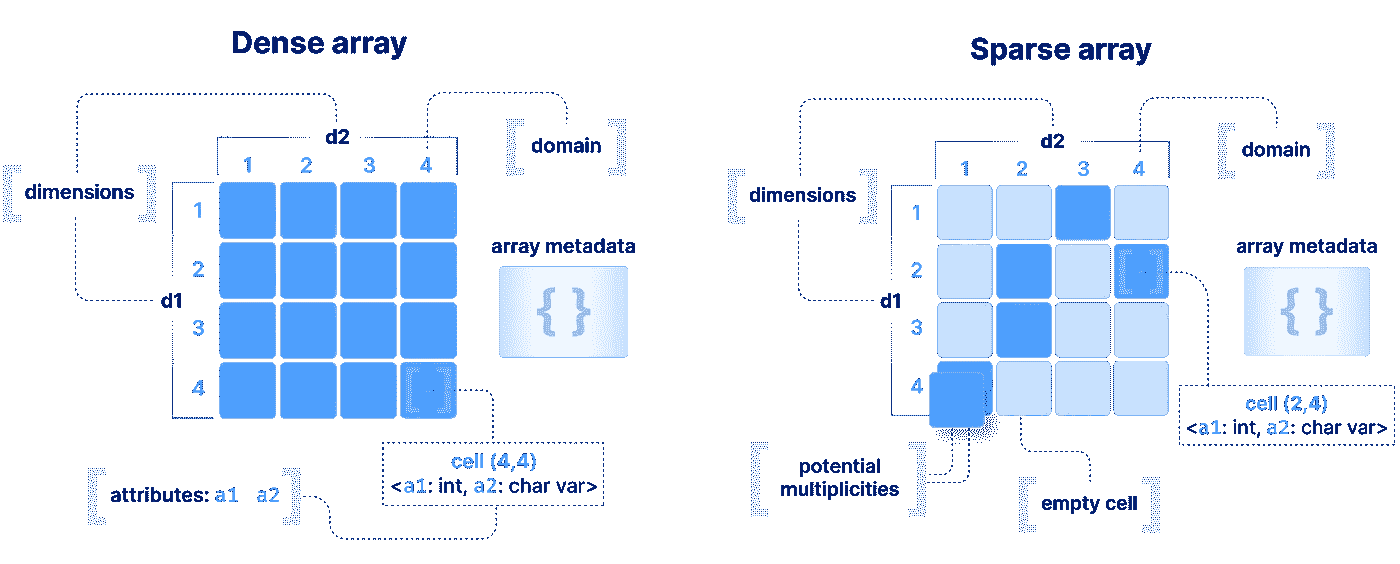 Dense array
d2
domain
1 2 3 4
dimensions
1
array metadata
{ }
2
d1
3
4
[ ]
cell (4,4)
<a1: int, a2: char var>
attributes: a1 a2
Sparse array
d2
domain
1 2 3 4
dimensions
1
array metadata
{ }
2
[ ]
d1
3
4
cell (2,4)
<a1: int, a2: char var>
potential
multiplicities
empty cell